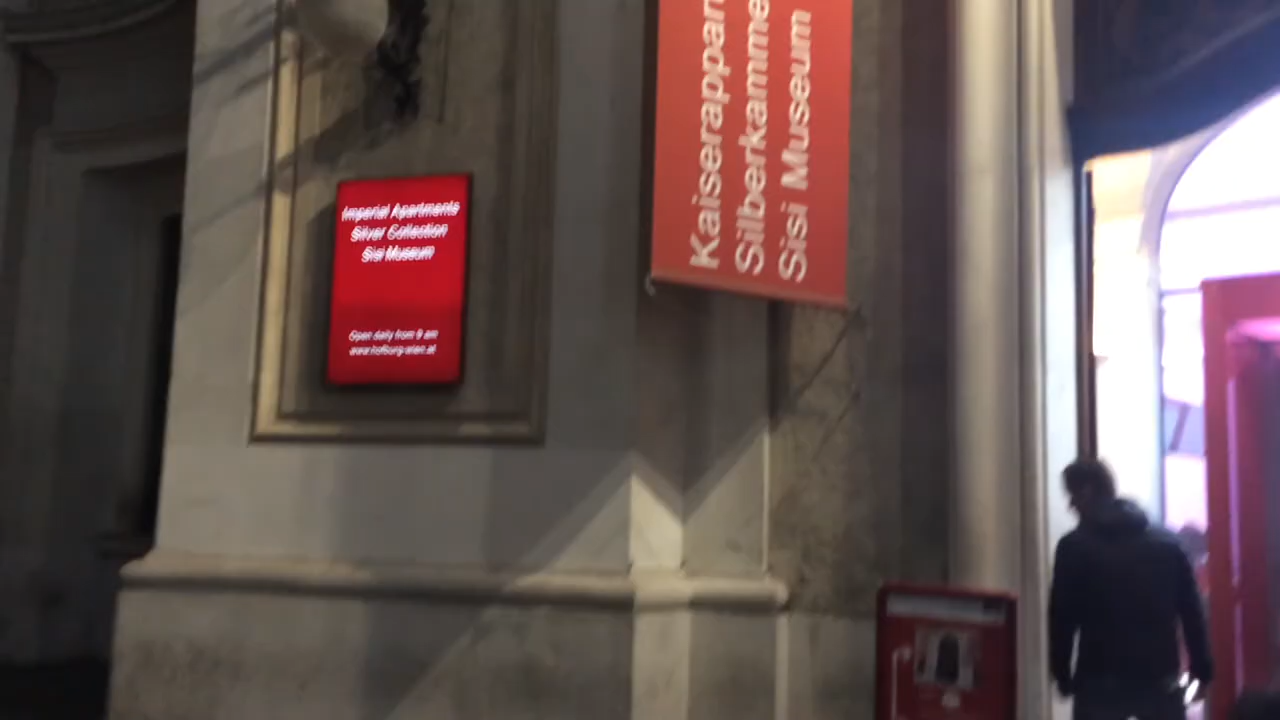 Imperial Apartments
Silver Collection
Sisi Museum
Open daily from 9 am
www.hofburg-wien.at
Kaiserappar
Silberkamme
Sisi Museum